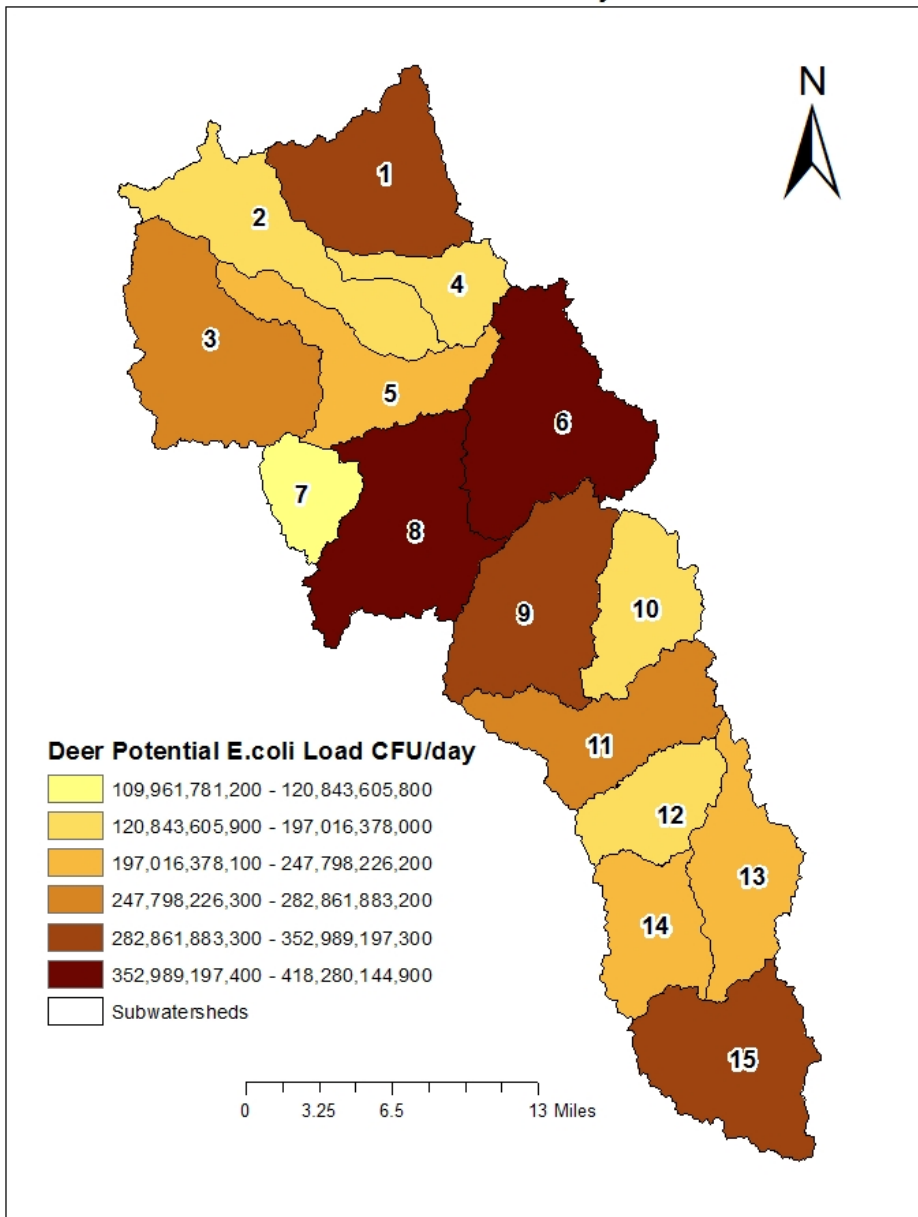 N
1
2
4
3
5
6
7
8
9
10
11
12
13
14
15
Deer Potential E.coli Load CFU/day
109,961,781,200 - 120,843,605,800
120,843,605,900 - 197,016,378,000
197,016,378,100 - 247,798,226,200
247,798,226,300 - 282,861,883,200
282,861,883,300 - 352,989,197,300
352,989,197,400 - 418,280,144,900
Subwatersheds
0 3.25 6.5 13 Miles